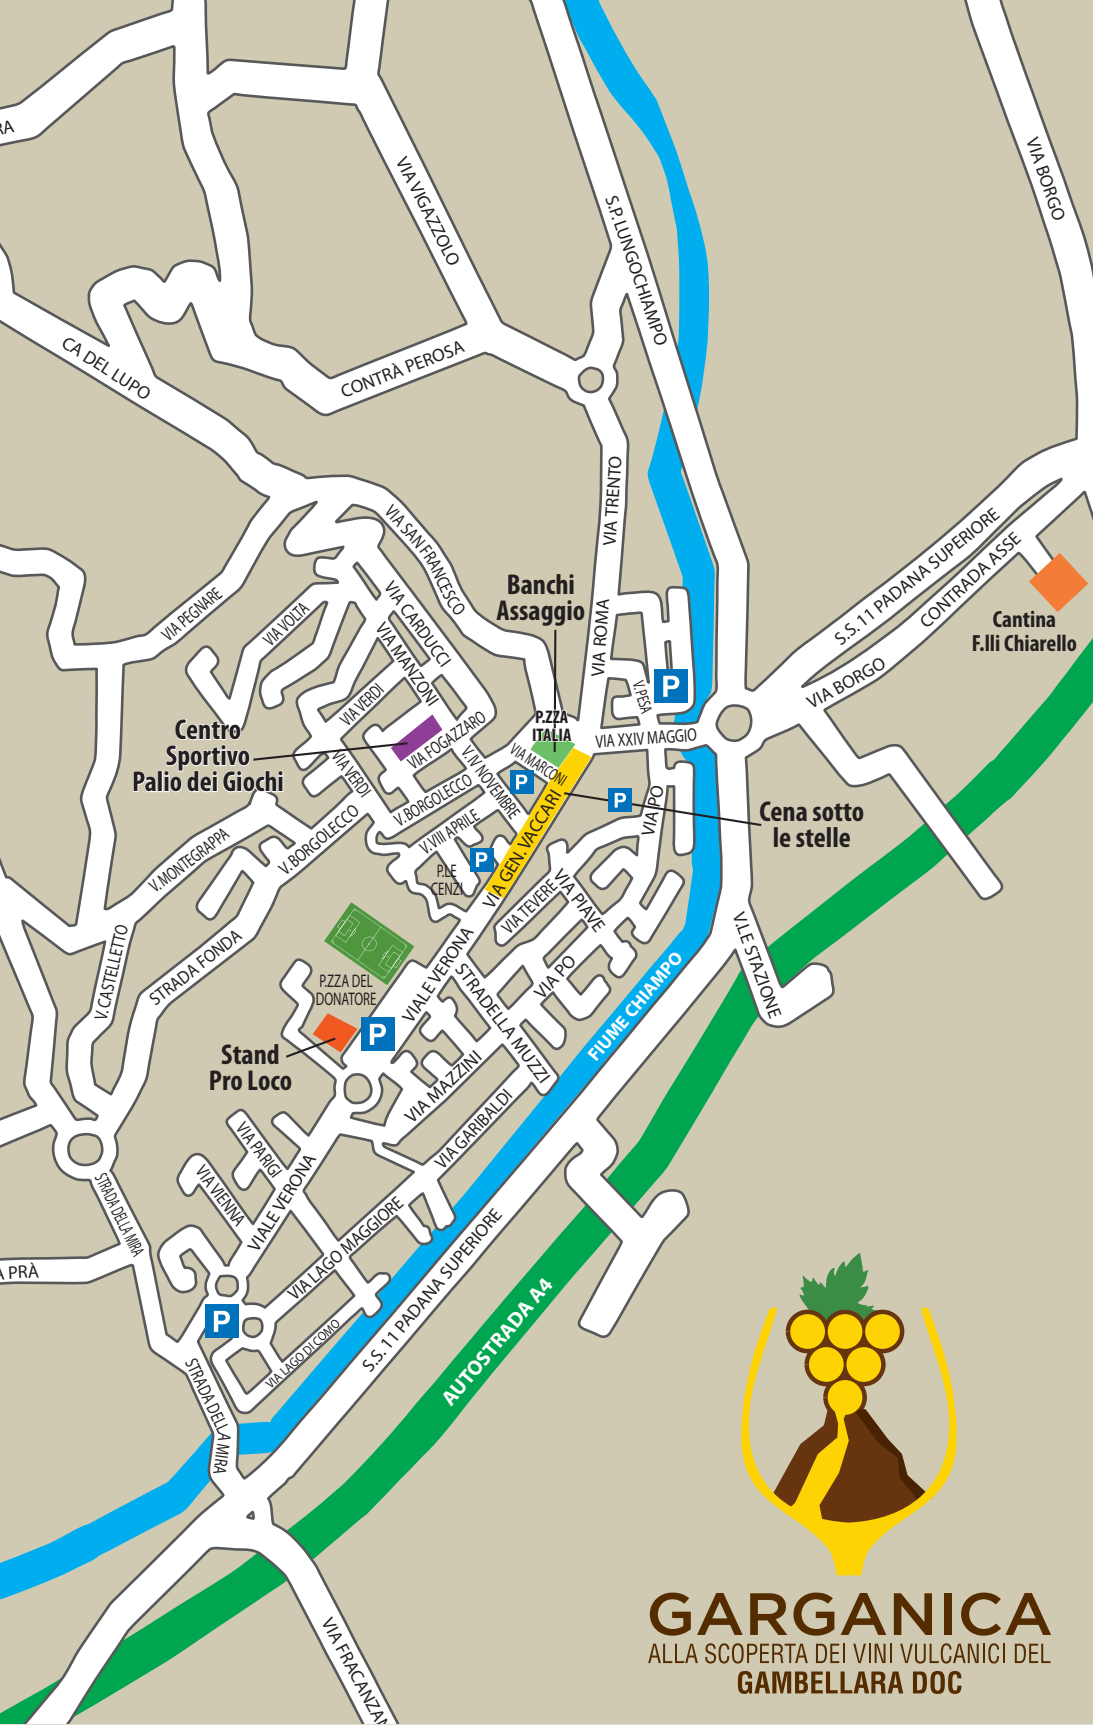 RA
VIA VIGAZZOLO
S.P. LUNGOCHIAMPO
VIA BORGO
CA DEL LUPO
CONTRÀ PEROSA
VIA TRENTO
VIA SAN FRANCESCO
S.S. 11 PADANA SUPERIORE
CONTRADA ASSE
Banchi
Assaggio
VIA PEGNARE
VIA VOLTA
VIA CARDUCCI
VIA MANZONI
VIA ROMA
Cantina
F.lli Chiarello
VIA BORGO
VIA VERDI
V. PESA
P
Centro
Sportivo
Palio dei Giochi
P.ZZA
ITALIA
VIA FOGAZZARO
VIA XXIV MAGGIO
VIA MARCONI
V. IV NOVEMBRE
VIA VERDI
V. BORGOLECCO
P
P
VIA PO
Cena sotto
le stelle
V. BORGOLECCO
V. VIII APRILE
VIA GEN. VACCARI
V. MONTEGRAPPA
P
P.LE
CENZI
VIA TEVERE
VIA PIAVE
V.LE STAZIONE
V. CASTELLETTO
STRADA FONDA
VIALE VERONA
STRADELLA MUZZI
VIA PO
P.ZZA DEL
DONATORE
FIUME CHIAMPO
P
Stand
Pro Loco
VIA MAZZINI
VIA GARIBALDI
VIA PARIGI
VIA VIENNA
VIALE VERONA
STRADA DELLA MIRA
VIA LAGO MAGGIORE
S.S. 11 PADANA SUPERIORE
A PRÀ
P
VIA LAGO DI COMO
AUTOSTRADA A4
STRADA DELLA MIRA
VIA FRACANZAN
GARGANICA
ALLA SCOPERTA DEI VINI VULCANICI DEL
GAMBELLARA DOC